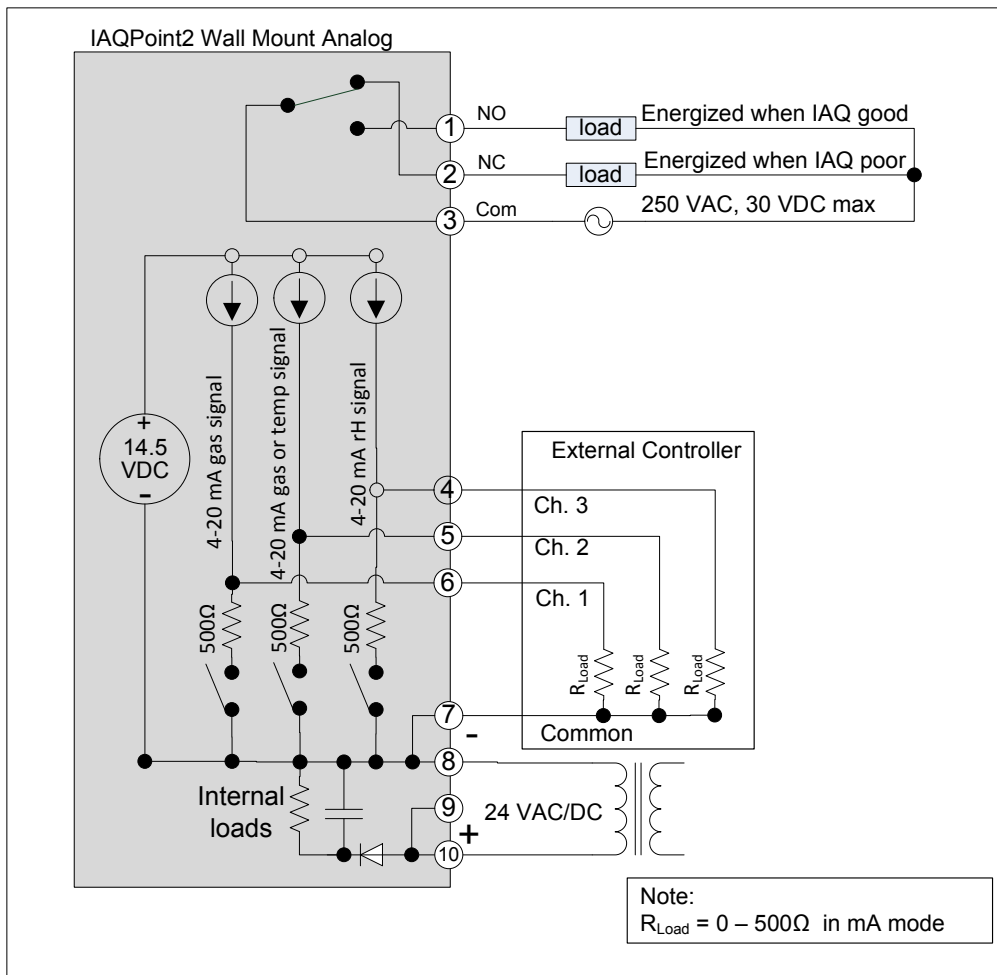 IAQPoint2 Wall Mount Analog
1
NO
load
Energized when IAQ good
2
NC
load
Energized when IAQ poor
3
Com
250 VAC, 30 VDC max
4-20 mA gas signal
4-20 mA gas or temp signal
4-20 mA rH signal
+
14.5
VDC
-
External Controller
4
Ch. 3
5
Ch. 2
6
Ch. 1
500Ω
500Ω
500Ω
RLoad
RLoad
RLoad
7
-
Common
8
Internal
loads
9
+
24 VAC/DC
10
Note:
RLoad = 0 – 500Ω in mA mode